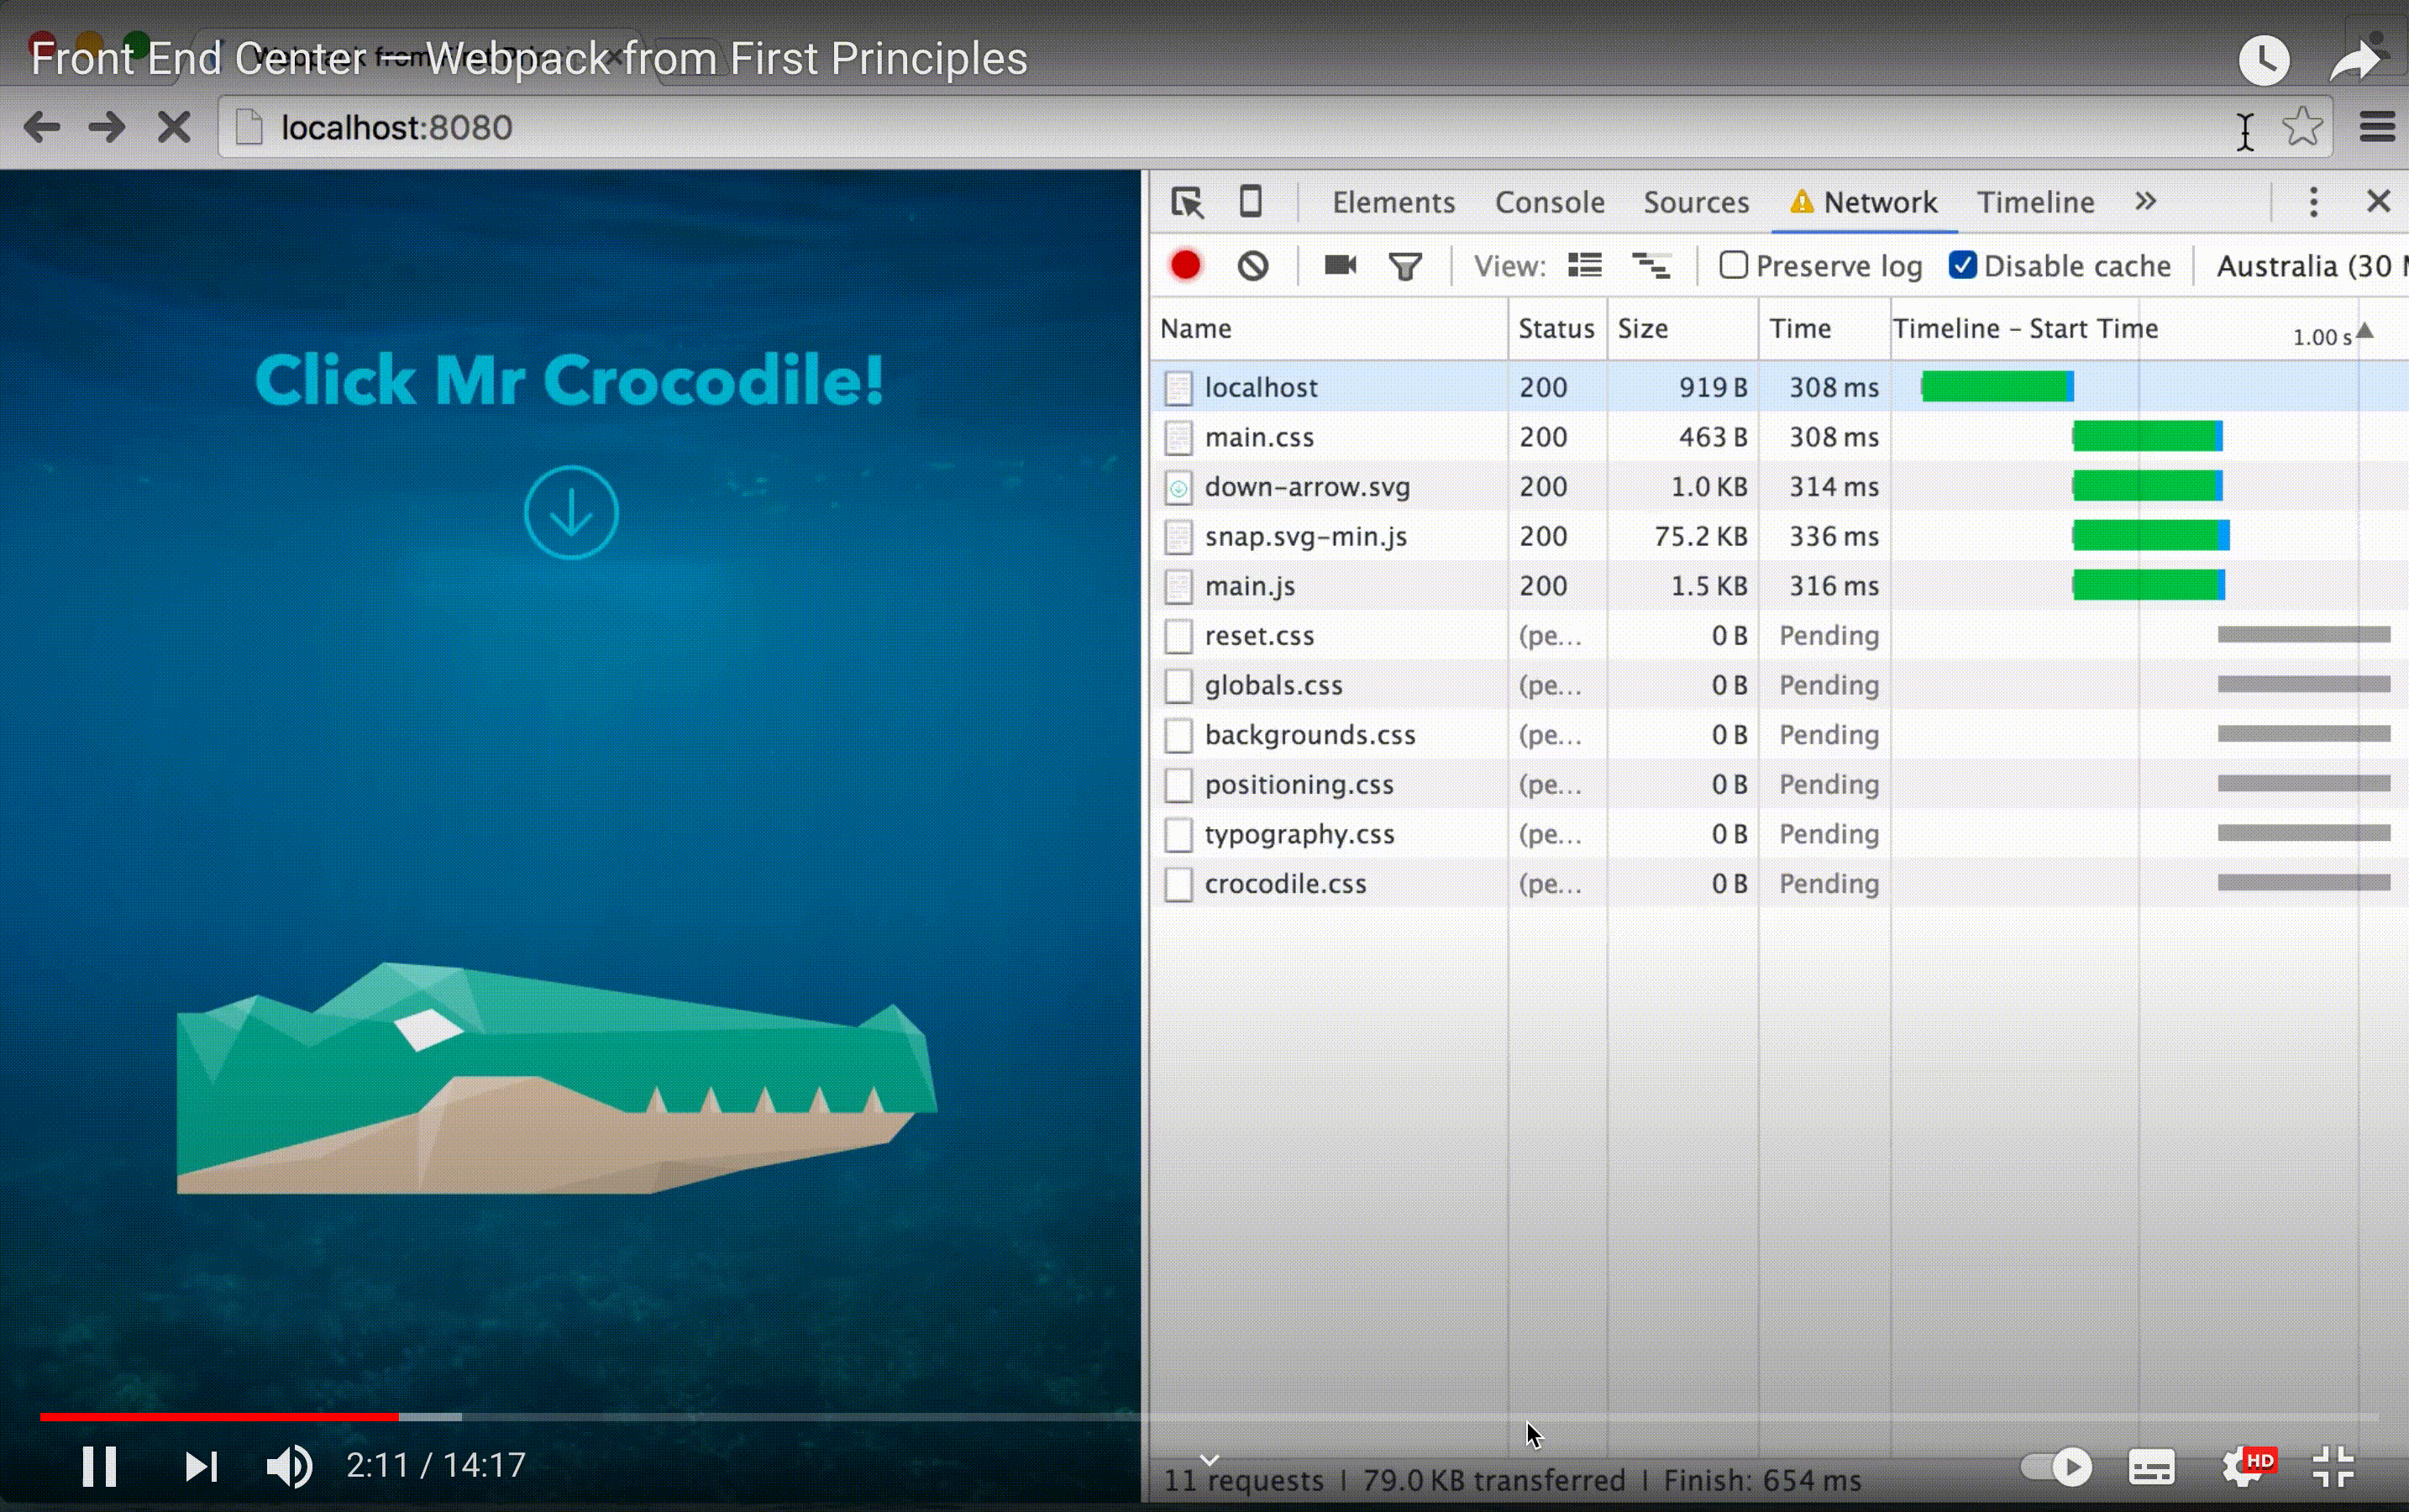 Front End Center – Webpack from First Principles
localhost:8080
Elements Console Sources Network Timeline
View: Preserve log Disable cache Australia (30
Name Status Size Time Timeline – Start Time 1.00 s
localhost 200 919 B 308 ms
main.css 200 463 B 308 ms
down-arrow.svg 200 1.0 KB 314 ms
snap.svg-min.js 200 75.2 KB 336 ms
main.js 200 1.5 KB 316 ms
reset.css (pe... 0 B Pending
globals.css (pe... 0 B Pending
backgrounds.css (pe... 0 B Pending
positioning.css (pe... 0 B Pending
typography.css (pe... 0 B Pending
crocodile.css (pe... 0 B Pending
Click Mr Crocodile!
2:11 / 14:17
11 requests | 79.0 KB transferred | Finish: 654 ms
HD